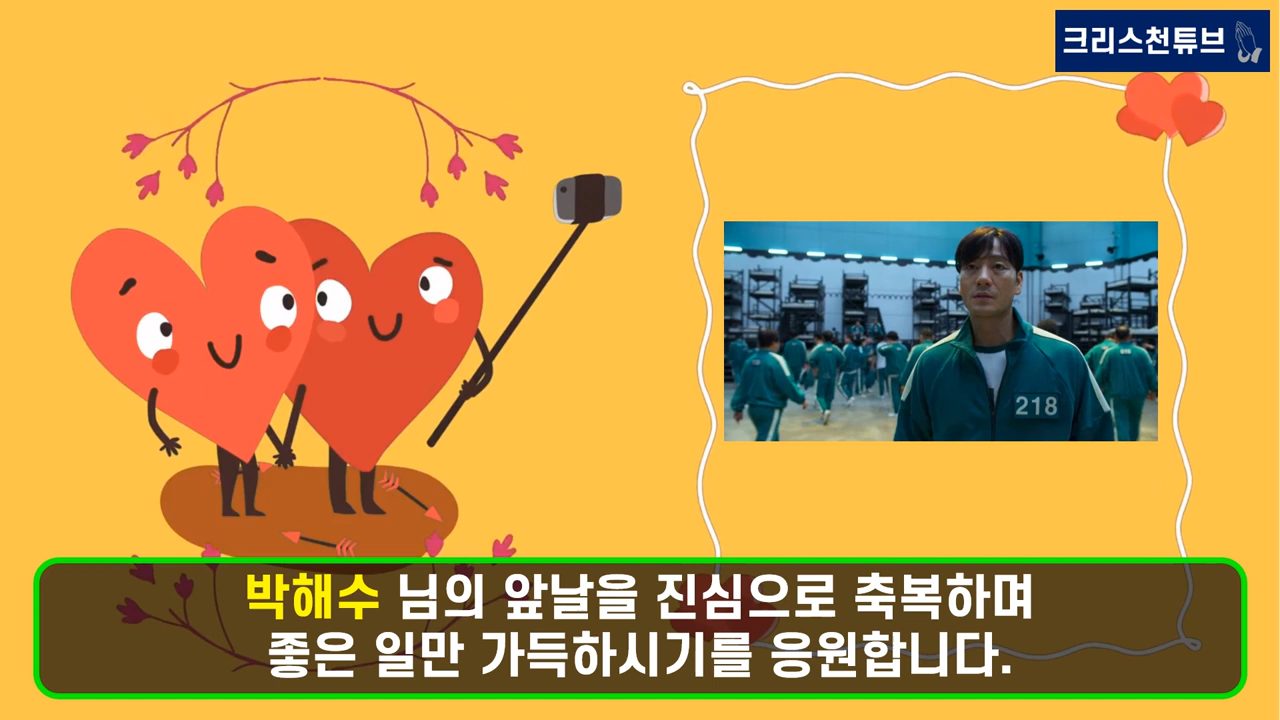 크리스천튜브
218
박해수 님의 앞날을 진심으로 축복하며
좋은 일만 가득하시기를 응원합니다.